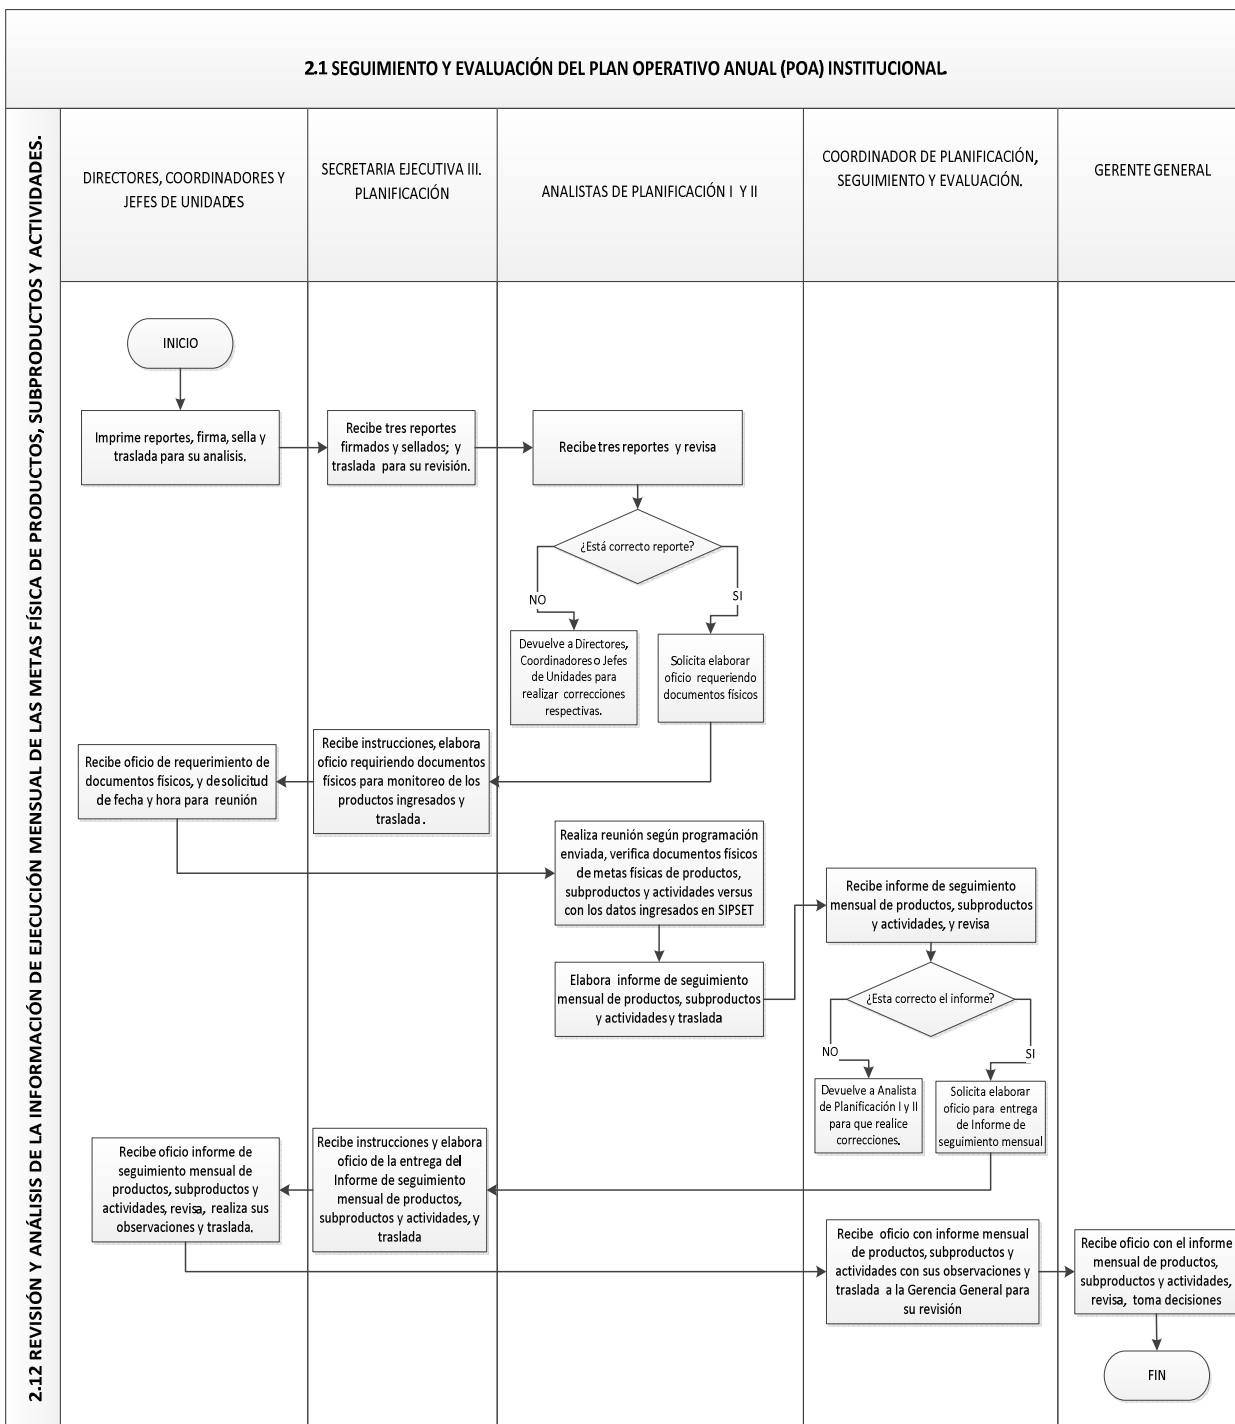 2.1 SEGUIMIENTO Y EVALUACIÓN DEL PLAN OPERATIVO ANUAL (POA) INSTITUCIONAL.
2.12 REVISIÓN Y ANÁLISIS DE LA INFORMACIÓN DE EJECUCIÓN MENSUAL DE LAS METAS FÍSICA DE PRODUCTOS, SUBPRODUCTOS Y ACTIVIDADES.
DIRECTORES, COORDINADORES Y
JEFES DE UNIDADES
SECRETARIA EJECUTIVA III.
PLANIFICACIÓN
ANALISTAS DE PLANIFICACIÓN I Y II
COORDINADOR DE PLANIFICACIÓN,
SEGUIMIENTO Y EVALUACIÓN.
GERENTE GENERAL
INICIO
Imprime reportes, firma, sella y
traslada para su analisis.
Recibe tres reportes
firmados y sellados; y
traslada para su revisión.
Recibe tres reportes y revisa
¿Está correcto reporte?
NO
SI
Devuelve a Directores,
Coordinadores o Jefes
de Unidades para
realizar correcciones
respectivas.
Solicita elaborar
oficio requeriendo
documentos físicos
Recibe instrucciones, elabora
oficio requiriendo documentos
físicos para monitoreo de los
productos ingresados y
traslada .
Recibe oficio de requerimiento de
documentos físicos, y de solicitud
de fecha y hora para reunión
Realiza reunión según programación
enviada, verifica documentos físicos
de metas físicas de productos,
subproductos y actividades versus
con los datos ingresados en SIPSET
Elabora informe de seguimiento
mensual de productos, subproductos
y actividades y traslada
Recibe informe de seguimiento
mensual de productos, subproductos
y actividades, y revisa
¿Esta correcto el informe?
NO
SI
Devuelve a Analista
de Planificación I y II
para que realice
correcciones.
Solicita elaborar
oficio para entrega
de Informe de
seguimiento mensual
Recibe instrucciones y elabora
oficio de la entrega del
Informe de seguimiento
mensual de productos,
subproductos y actividades, y
traslada
Recibe oficio informe de
seguimiento mensual de
productos, subproductos y
actividades, revisa, realiza sus
observaciones y traslada.
Recibe oficio con informe mensual
de productos, subproductos y
actividades con sus observaciones y
traslada a la Gerencia General para
su revisión
Recibe oficio con el informe
mensual de productos,
subproductos y actividades,
revisa, toma decisiones
FIN